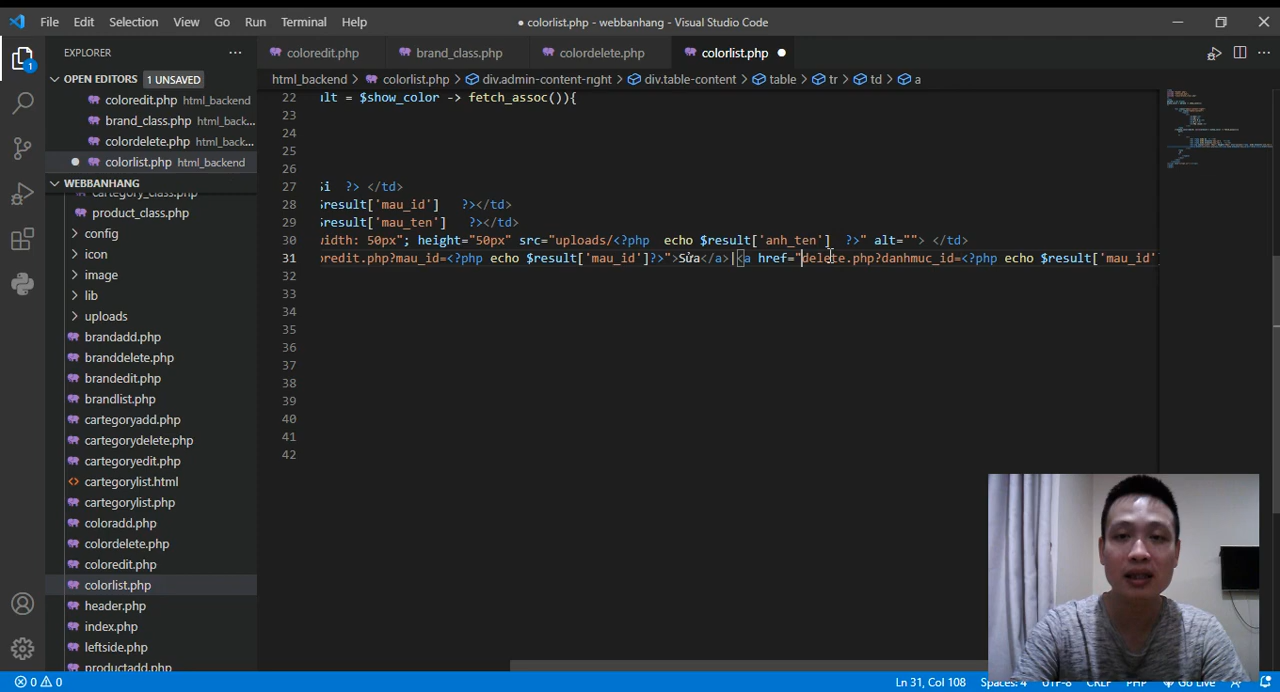 File Edit Selection View Go Run Terminal Help
● colorlist.php - webbanhang - Visual Studio Code
EXPLORER
coloredit.php brand_class.php colordelete.php colorlist.php
OPEN EDITORS 1 UNSAVED
html_backend > colorlist.php > div.admin-content-right > div.table-content > table > tr > td > a
coloredit.php html_backend
brand_class.php html_back...
colordelete.php html_back...
colorlist.php html_backend
WEBBANHANG
cartegory_class.php
product_class.php
config
icon
image
lib
uploads
brandadd.php
branddelete.php
brandedit.php
brandlist.php
cartegoryadd.php
cartegorydelete.php
cartegoryedit.php
cartegorylist.html
cartegorylist.php
coloradd.php
colordelete.php
coloredit.php
colorlist.php
header.php
index.php
leftside.php
productadd.php
22 ılt = $show_color -> fetch_assoc()){
23
24
25
26
27 $i ?> </td>
28 $result['mau_id'] ?></td>
29 $result['mau_ten'] ?></td>
30 width: 50px"; height="50px" src="uploads/<?php echo $result['anh_ten'] ?>" alt=""> </td>
31 oredit.php?mau_id=<?php echo $result['mau_id']?>">Sửa</a>|<a href="delete.php?danhmuc_id=<?php echo $result['mau_id']
32
33
34
35
36
37
38
39
40
41
42
1
0 0
Ln 31, Col 108 Spaces: 4 UTF-8 CRLF PHP Go Live